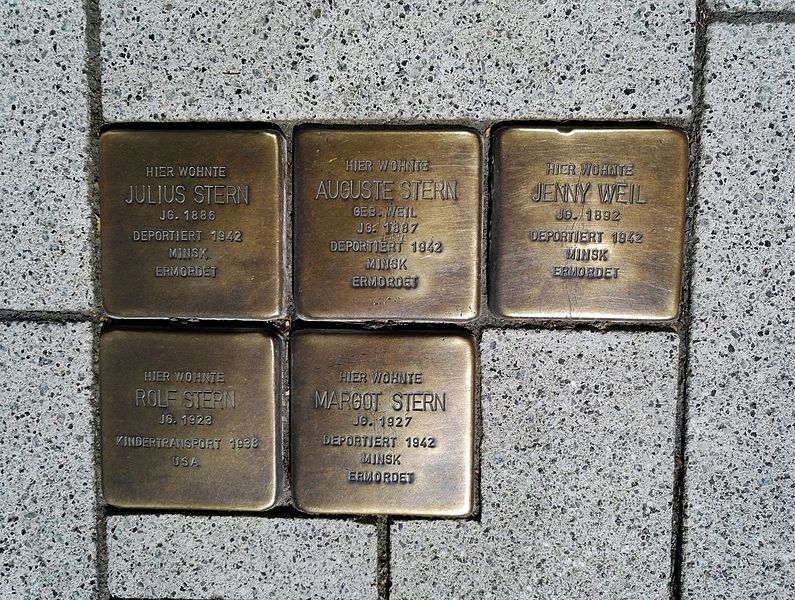 HIER WOHNTE
JULIUS STERN
JG. 1886
DEPORTIERT 1942
MINSK
ERMORDET
HIER WOHNTE
AUGUSTE STERN
GEB. WEIL
JG. 1887
DEPORTIERT 1942
MINSK
ERMORDET
HIER WOHNTE
JENNY WEIL
JG. 1892
DEPORTIERT 1942
MINSK
ERMORDET
HIER WOHNTE
ROLF STERN
JG. 1923
KINDERTRANSPORT 1938
USA
HIER WOHNTE
MARGOT STERN
JG. 1927
DEPORTIERT 1942
MINSK
ERMORDET